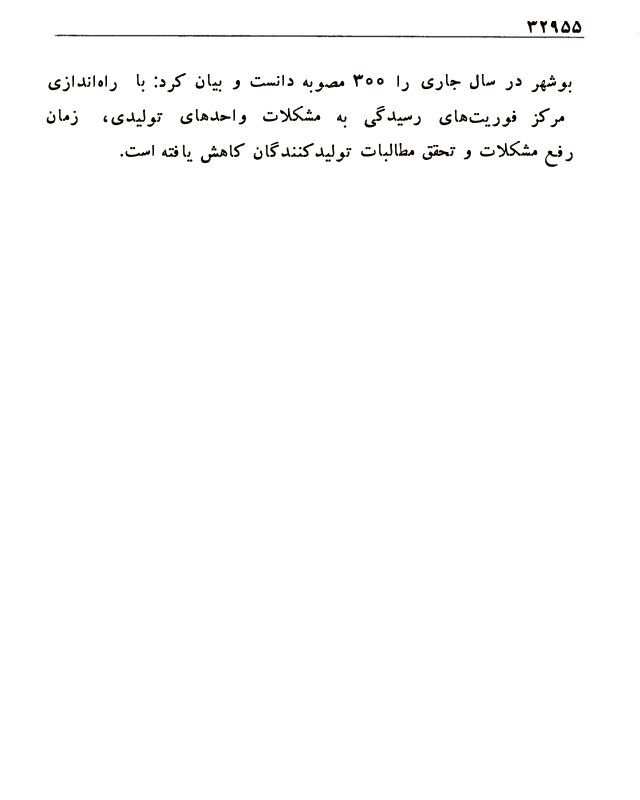 ۳۲۹۵۵
بوشهر در سال جاری را ۳۰۰ مصوبه دانست و بیان کرد: با راه‌اندازی
مرکز فوریت‌های رسیدگی به مشکلات واحدهای تولیدی، زمان
رفع مشکلات و تحقق مطالبات تولیدکنندگان کاهش یافته است.